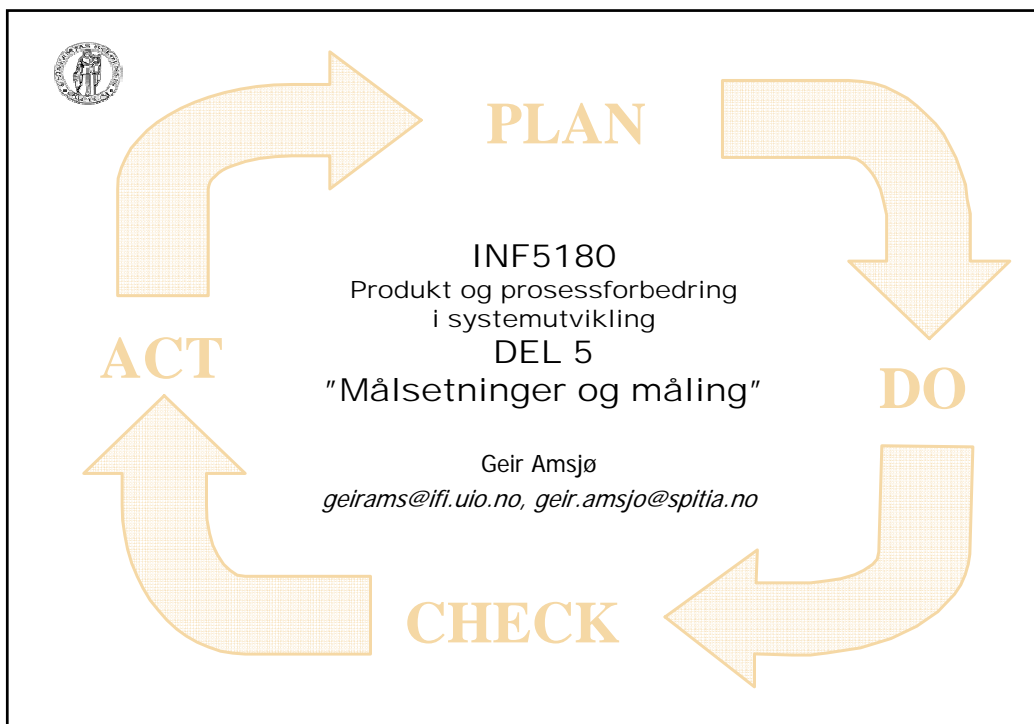 PLAN
INF5180
Produkt og prosessforbedring
i systemutvikling
DEL 5
"Målsetninger og måling"
ACT
DO
Geir Amsjø
geirams@ifi.uio.no, geir.amsjo@spitia.no
CHECK